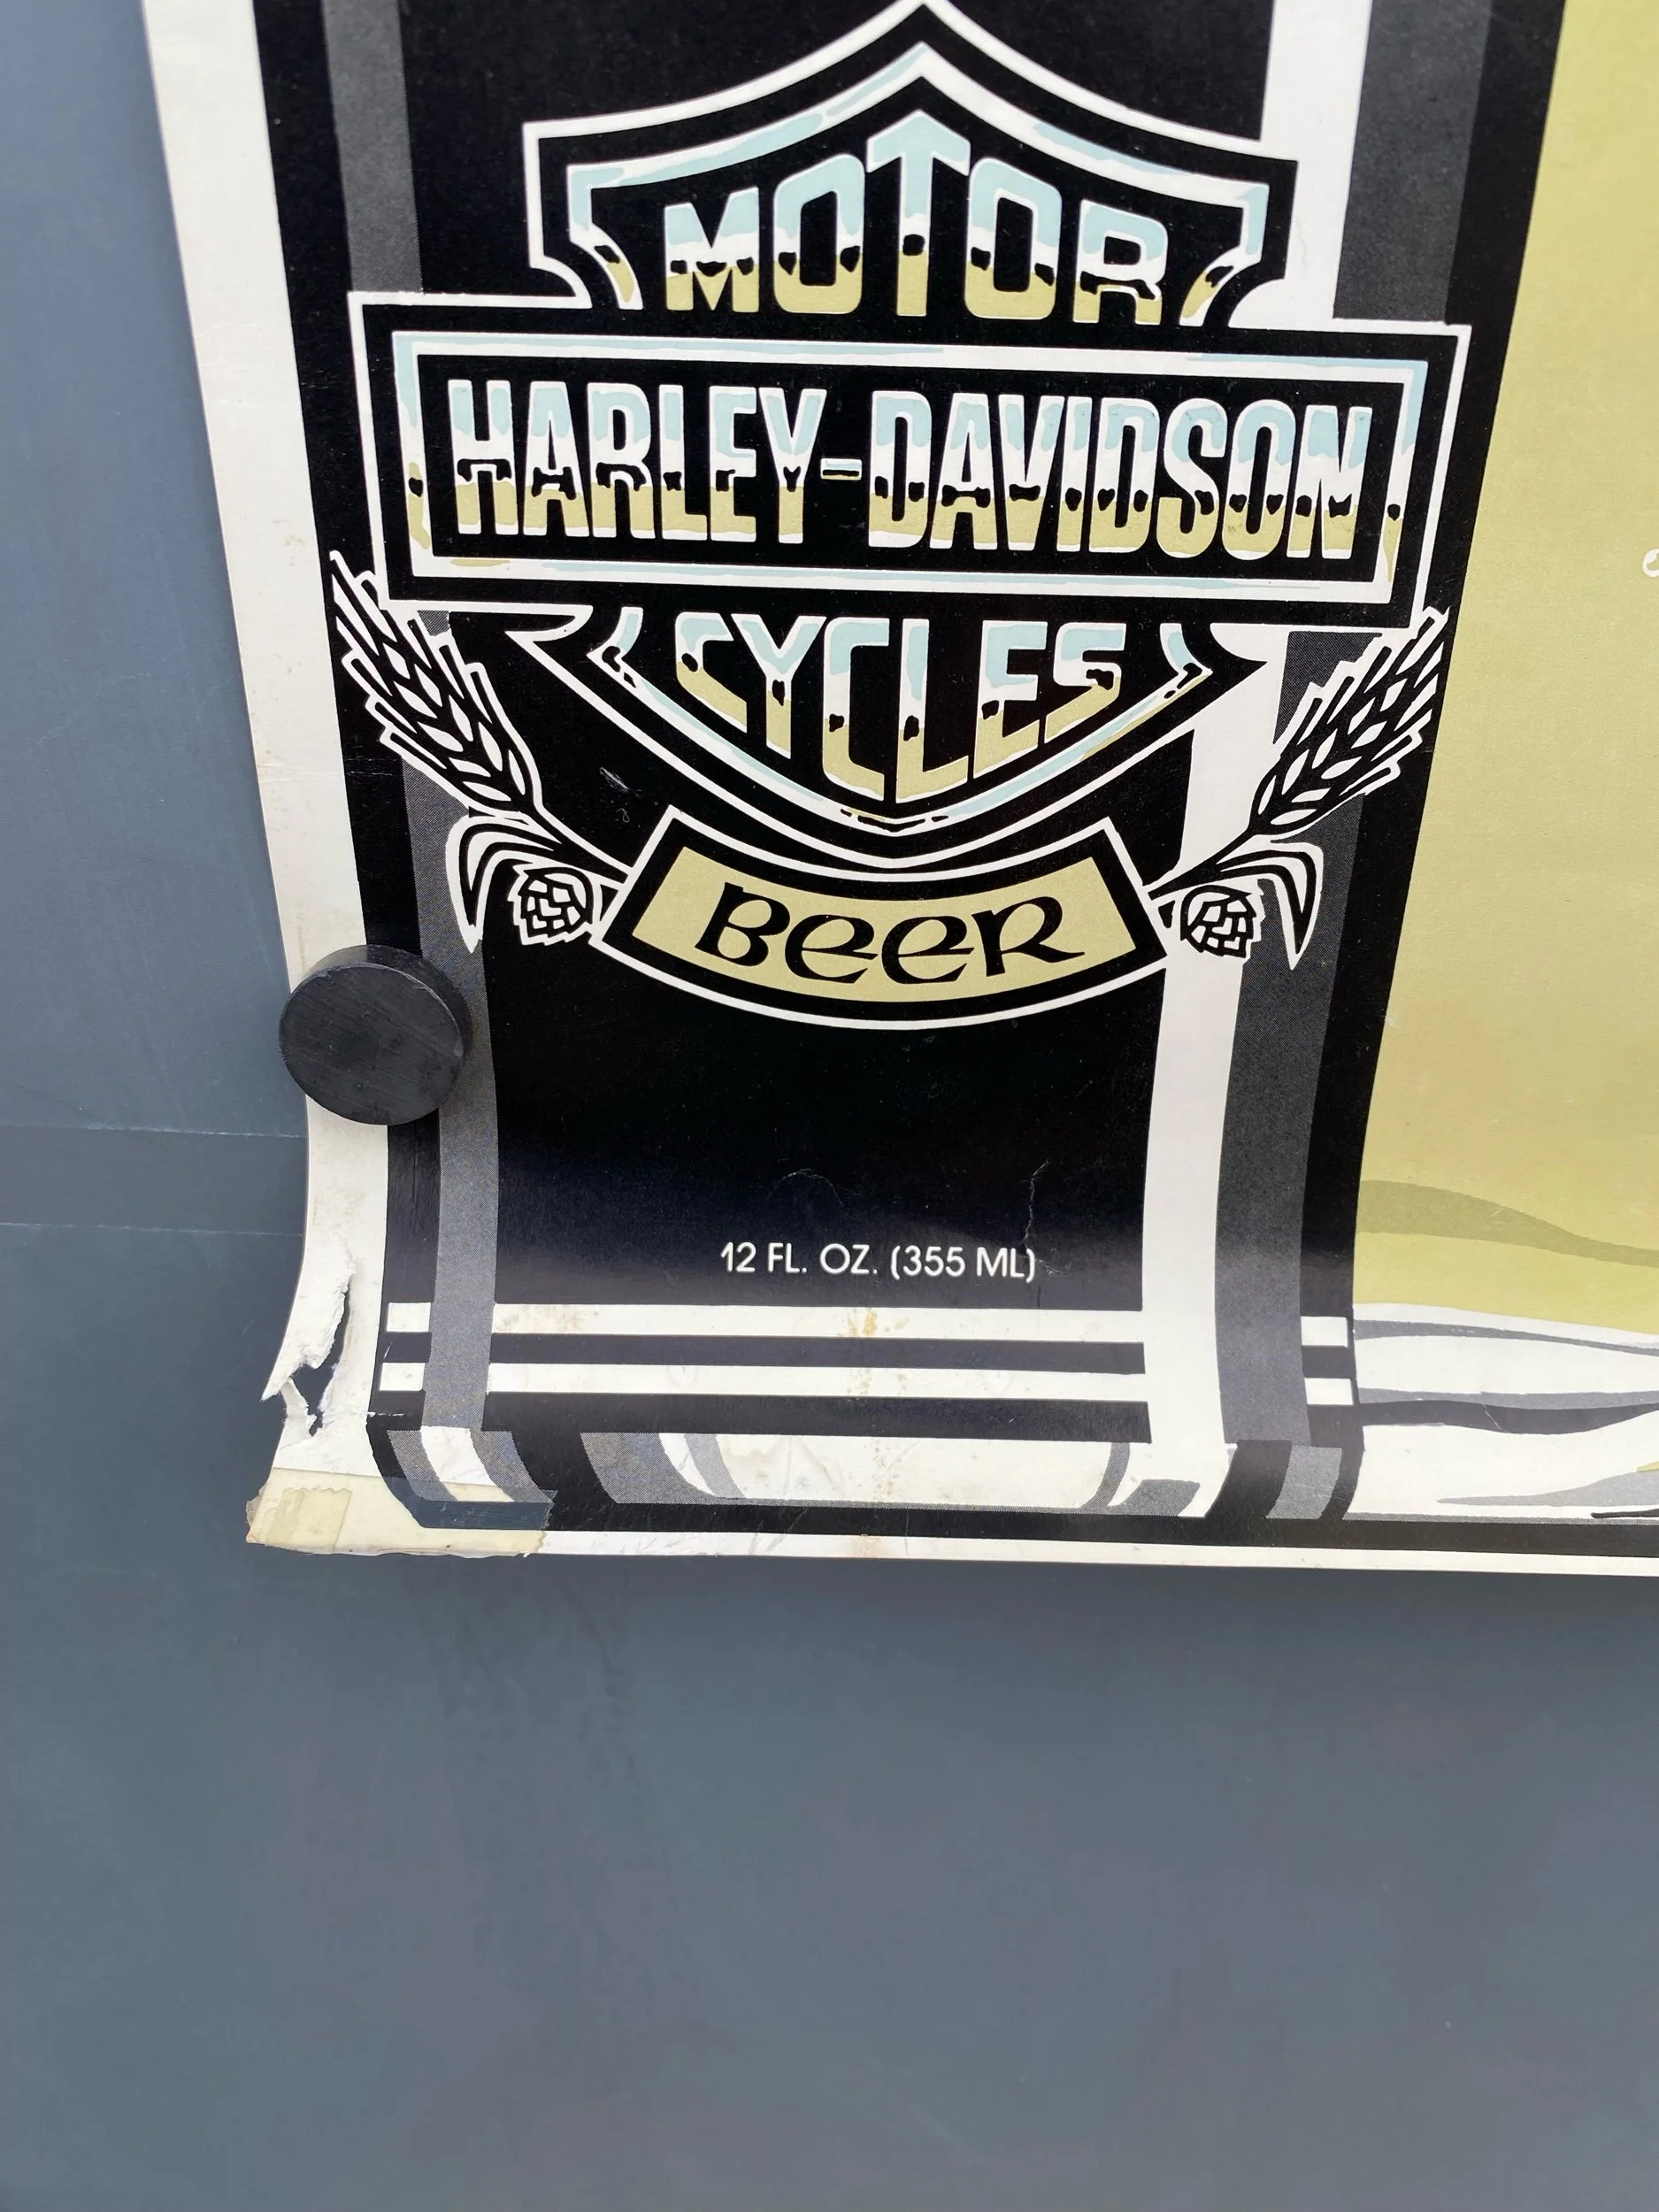 MOTOR
HARLEY-DAVIDSON
CYCLES
BEER
12 FL. OZ. (355 ML)